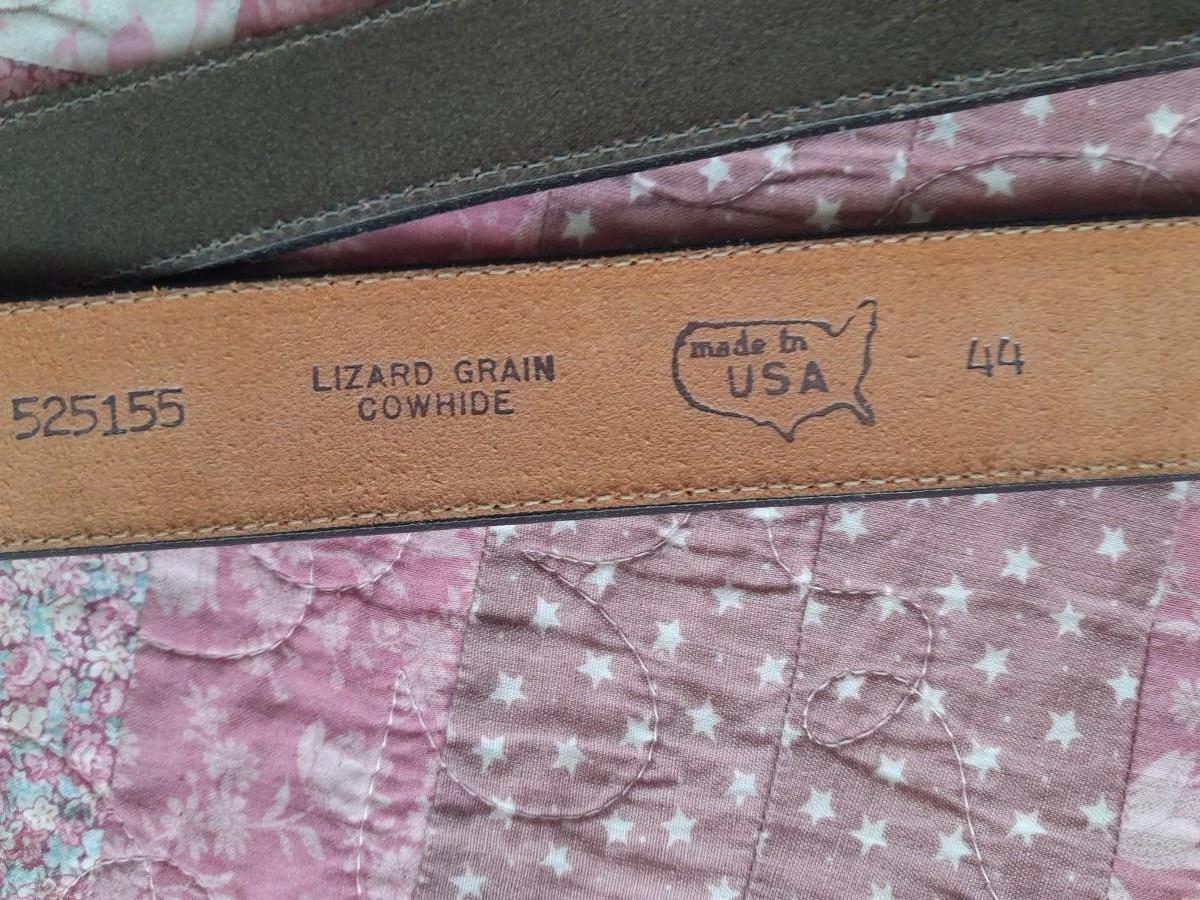 525155
LIZARD GRAIN
COWHIDE
made in
USA
44